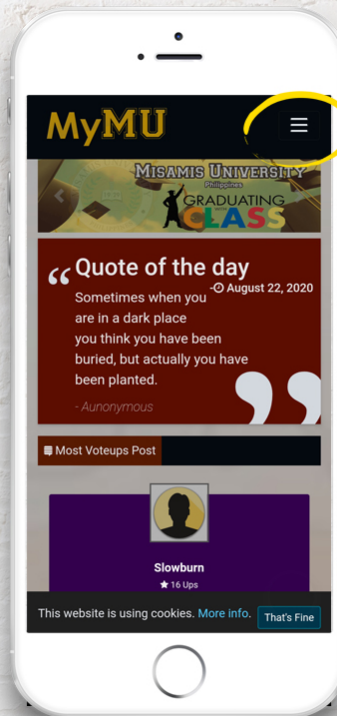 MyMU
MISAMIS UNIVERSITY
Philippines
GRADUATING
CLASS
“ Quote of the day
Sometimes when you
-August 22, 2020
are in a dark place
you think you have been
buried, but actually you have
been planted.
- Aunonymous
”
Most Voteups Post
Slowburn
★ 16 Ups
This website is using cookies. More info. That's Fine